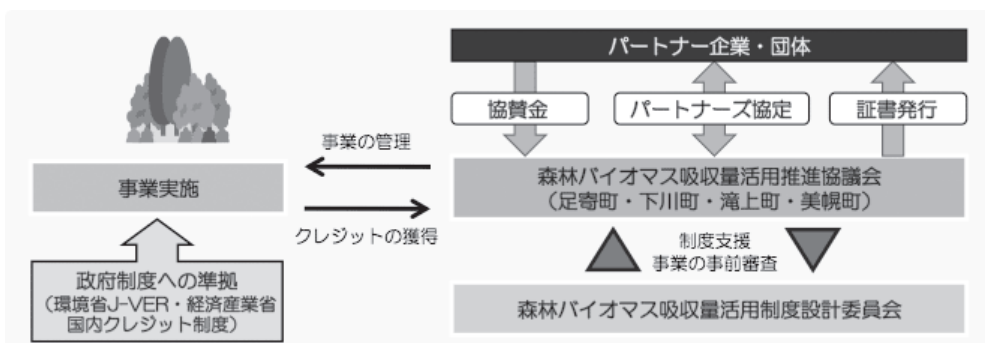 パートナー企業・団体
協賛金
パートナーズ協定
証書発行
事業の管理
事業実施
クレジットの獲得
森林バイオマス吸収量活用推進協議会
(足寄町・下川町・滝上町・美幌町)
政府制度への準拠
(環境省J-VER・経済産業省
国内クレジット制度)
制度支援
事業の事前審査
森林バイオマス吸収量活用制度設計委員会